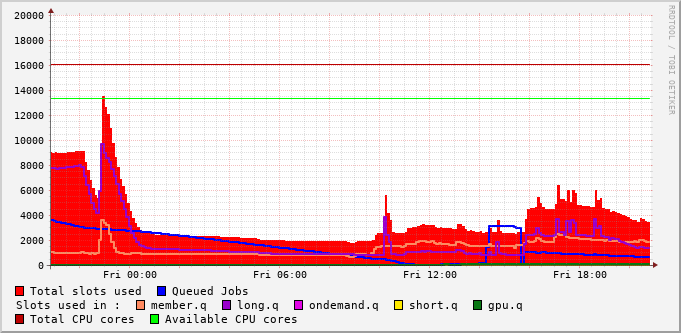 20000
18000
16000
14000
12000
10000
8000
6000
4000
2000
0
Fri 00:00 Fri 06:00 Fri 12:00 Fri 18:00
RRDTOOL / TOBI OETIKER
Total slots used Queued Jobs
Slots used in : member.q long.q ondemand.q short.q gpu.q
Total CPU cores Available CPU cores